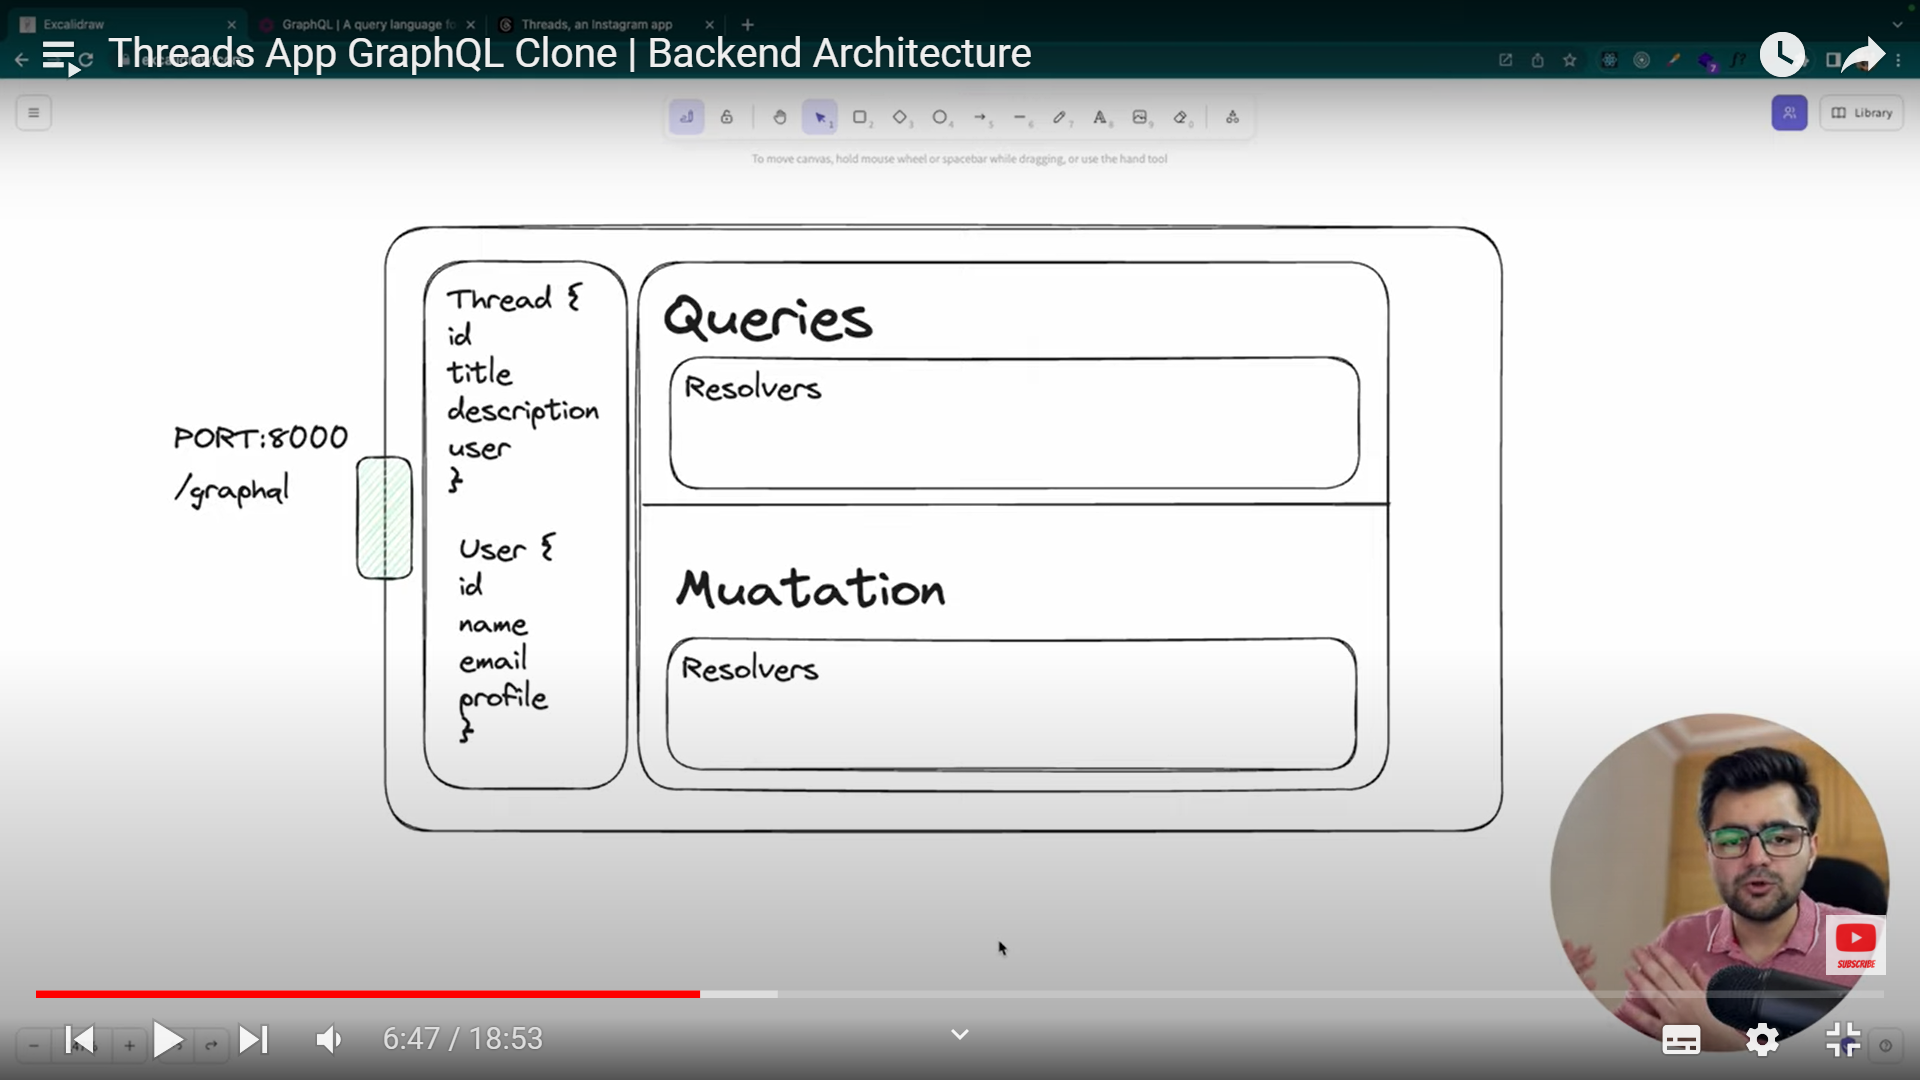 Excalidraw
GraphQL | A query language fo
Threads, an Instagram app
Threads App GraphQL Clone | Backend Architecture
Library
To move canvas, hold mouse wheel or spacebar while dragging, or use the hand tool
Thread {
id
title
description
user
}
User {
id
name
email
profile
}
PORT:8000
/graphal
Queries
Resolvers
Muatation
Resolvers
SUBSCRIBE
6:47 / 18:53